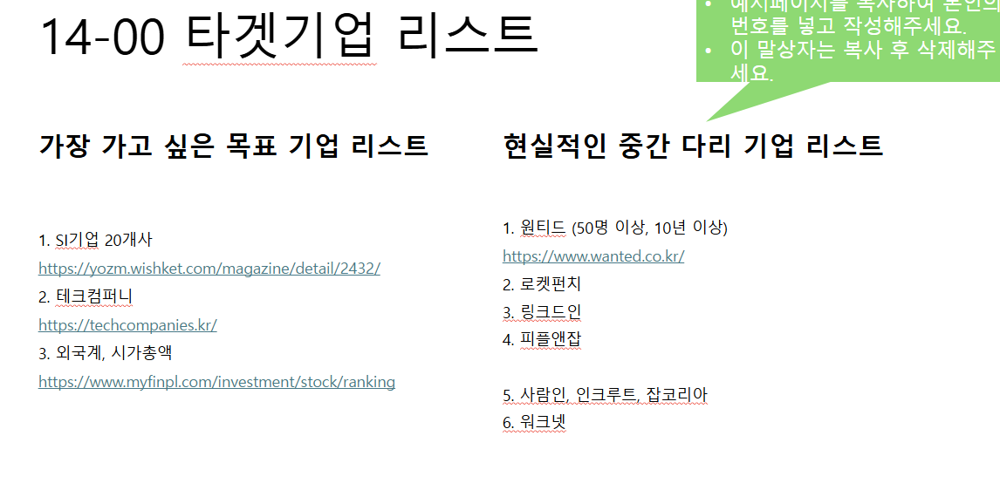 14-00 타겟기업 리스트
예시페이지를 복사하여 본인의
번호를 넣고 작성해주세요.
이 말상자는 복사 후 삭제해주
세요.
가장 가고 싶은 목표 기업 리스트
1. SI기업 20개사
https://yozm.wishket.com/magazine/detail/2432/
2. 테크컴퍼니
https://techcompanies.kr/
3. 외국계, 시가총액
https://www.myfinpl.com/investment/stock/ranking
현실적인 중간 다리 기업 리스트
1. 원티드 (50명 이상, 10년 이상)
https://www.wanted.co.kr/
2. 로켓펀치
3. 링크드인
4. 피플앤잡
5. 사람인, 인크루트, 잡코리아
6. 워크넷